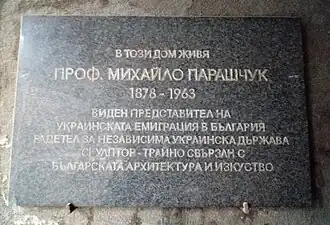 В ТОЗИ ДОМ ЖИВЯ
ПРОФ. МИХАЙЛО ПАРАЩУК
1878 - 1963
ВИДЕН ПРЕДСТАВИТЕЛ НА
УКРАИНСКАТА ЕМИГРАЦИЯ В БЪЛГАРИЯ
РАДЕТЕЛ ЗА НЕЗАВИСИМА УКРАИНСКА ДЪРЖАВА
СКУЛПТОР - ТРАЙНО СВЪРЗАН С
БЪЛГАРСКАТА АРХИТЕКТУРА И ИЗКУСТВО